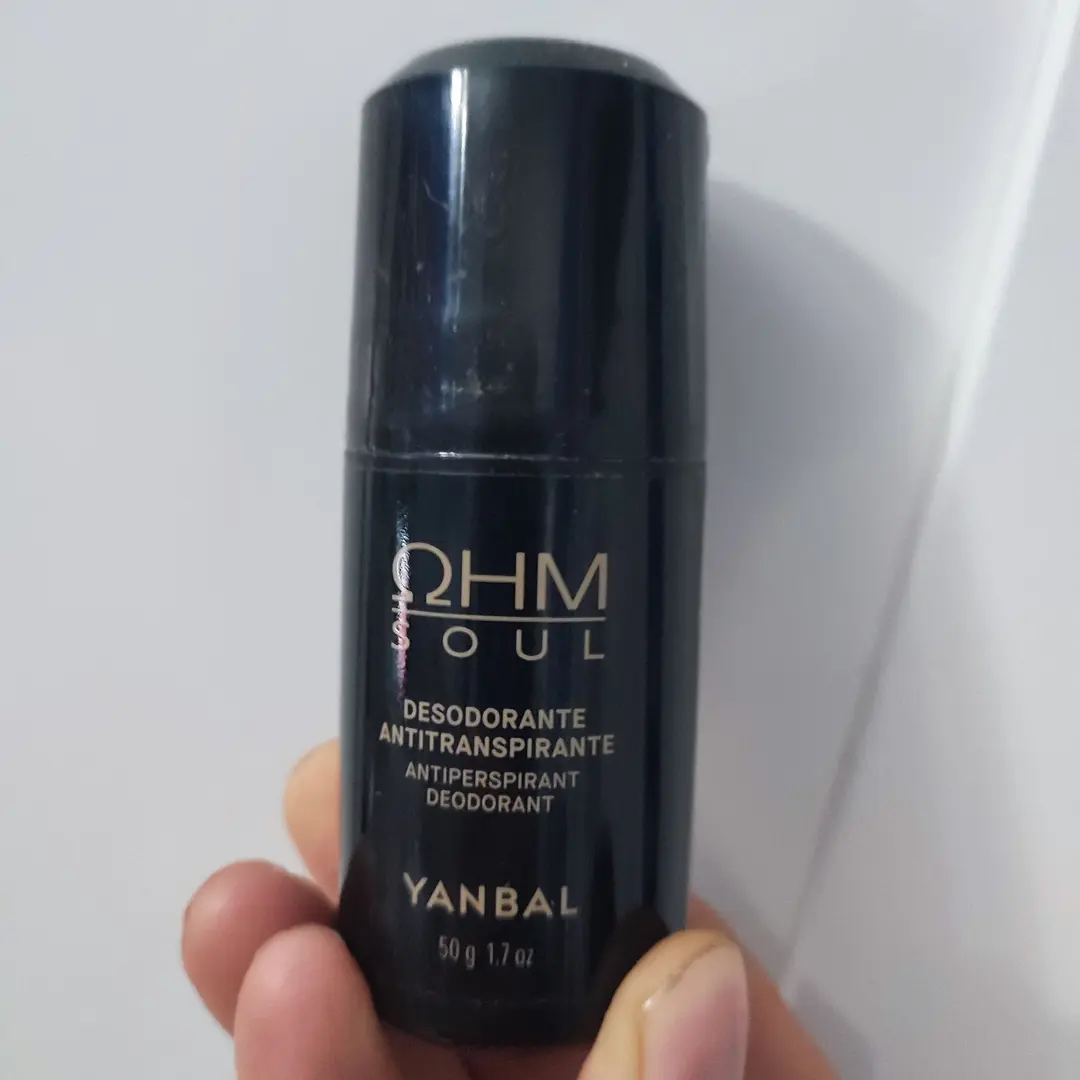 ΩHM
SOUL
DESODORANTE
ANTITRANSPIRANTE
ANTIPERSPIRANT
DEODORANT
YANBAL
50 g 1.7 oz